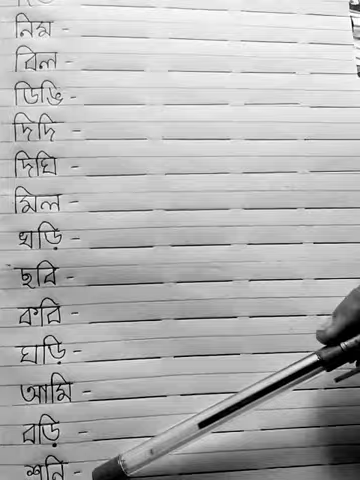 নিম -
বিল -
ডিঙি -
দিদি -
দিঘি -
মিল -
খড়ি -
ছবি -
কবি -
ঘড়ি -
আমি -
বড়ি -
শনি -